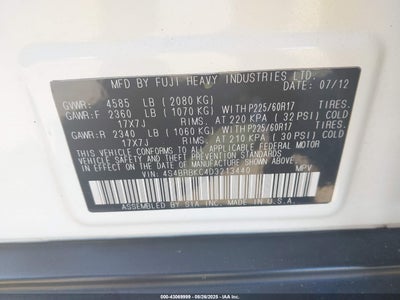 MFD BY FUJI HEAVY INDUSTRIES LTD.
DATE: 07/12
GVWR: 4585 LB (2080 KG)
GAWR:F 2360 LB (1070 KG) WITH P225/60R17 TIRES.
17X7J RIMS. AT 220 KPA (32 PSI) COLD
GAWR:R 2340 LB (1060 KG) WITH P225/60R17 TIRES.
17X7J RIMS. AT 210 KPA (30 PSI) COLD
THIS VEHICLE CONFORMS TO ALL APPLICABLE FEDERAL MOTOR
VEHICLE SAFETY AND THEFT PREVENTION STANDARDS
IN EFFECT ON THE DATE OF MANUFACTURE SHOWN ABOVE.
VIN: 4S4BRBKC4D3213440 MPV
ASSEMBLED BY SIA INC. MADE IN U.S.A.
000-43089999 08/26/2025 IAA, LLC